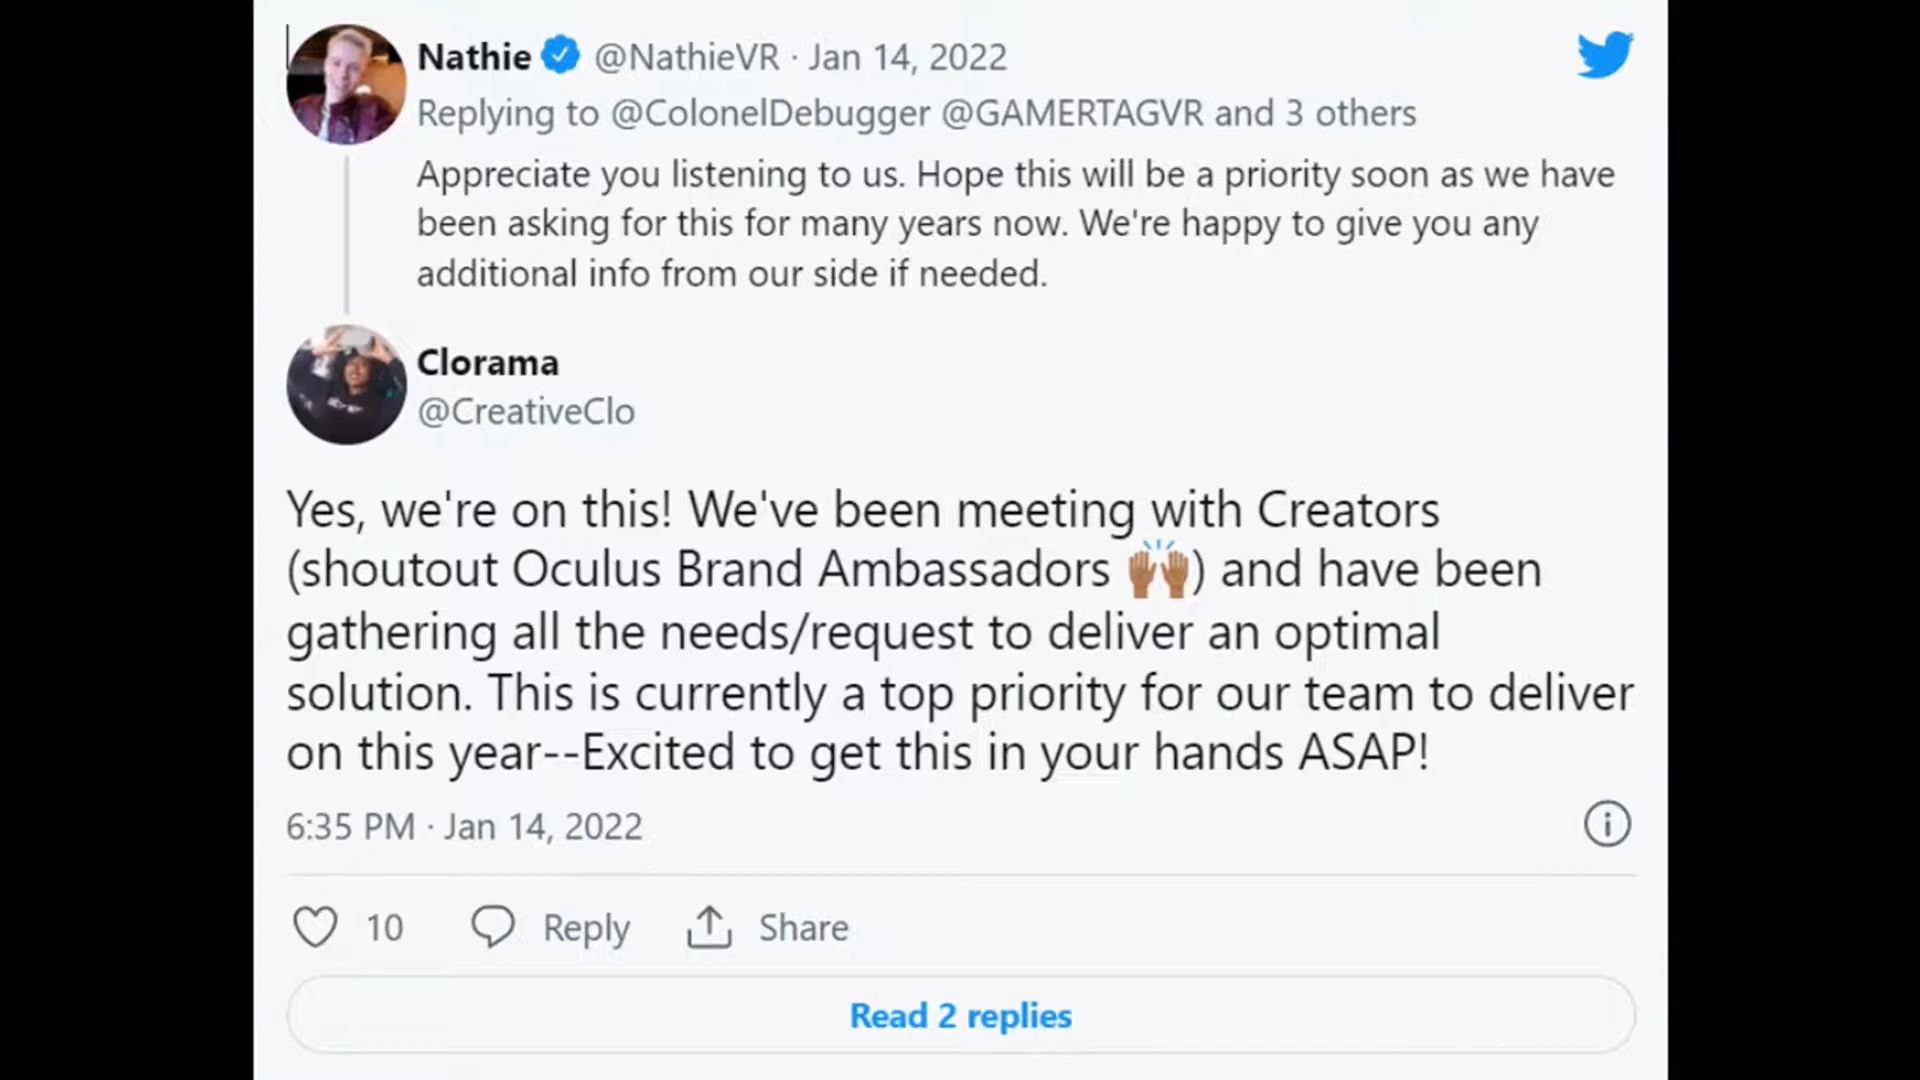 Nathie @NathieVR · Jan 14, 2022
Replying to @ColonelDebugger @GAMERTAGVR and 3 others
Appreciate you listening to us. Hope this will be a priority soon as we have
been asking for this for many years now. We're happy to give you any
additional info from our side if needed.
Clorama
@CreativeClo
Yes, we're on this! We've been meeting with Creators
(shoutout Oculus Brand Ambassadors 🙌🏾) and have been
gathering all the needs/request to deliver an optimal
solution. This is currently a top priority for our team to deliver
on this year--Excited to get this in your hands ASAP!
6:35 PM · Jan 14, 2022
10 Reply Share
Read 2 replies